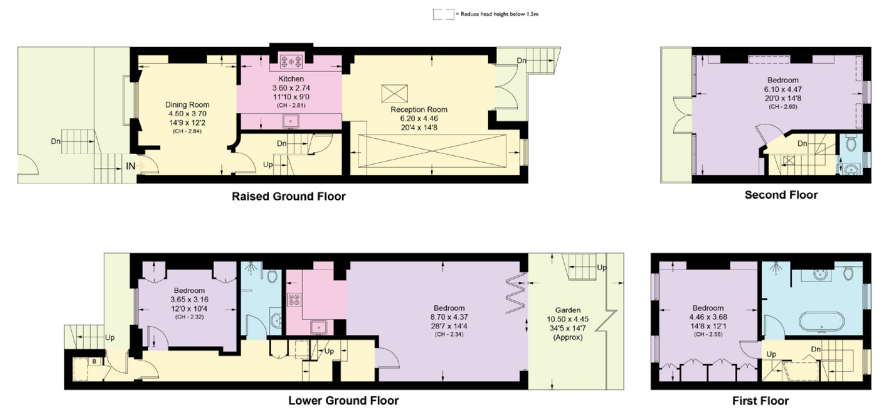 = Reduce head height below 1.5m
Dn
Kitchen
3.60 x 2.74
11'10 x 9'0
(CH - 2.81)
Dining Room
4.50 x 3.70
14'9 x 12'2
(CH - 2.84)
Reception Room
6.20 x 4.46
20'4 x 14'8
Dn
IN
Dn
Up
Raised Ground Floor
Bedroom
6.10 x 4.47
20'0 x 14'8
(CH - 2.60)
Dn
Second Floor
Bedroom
3.65 x 3.16
12'0 x 10'4
(CH - 2.32)
Bedroom
8.70 x 4.37
28'7 x 14'4
(CH - 2.34)
Up
Garden
10.50 x 4.45
34'5 x 14'7
(Approx)
Up
Up
B
Lower Ground Floor
Bedroom
4.46 x 3.68
14'8 x 12'1
(CH - 2.55)
Up
Dn
First Floor